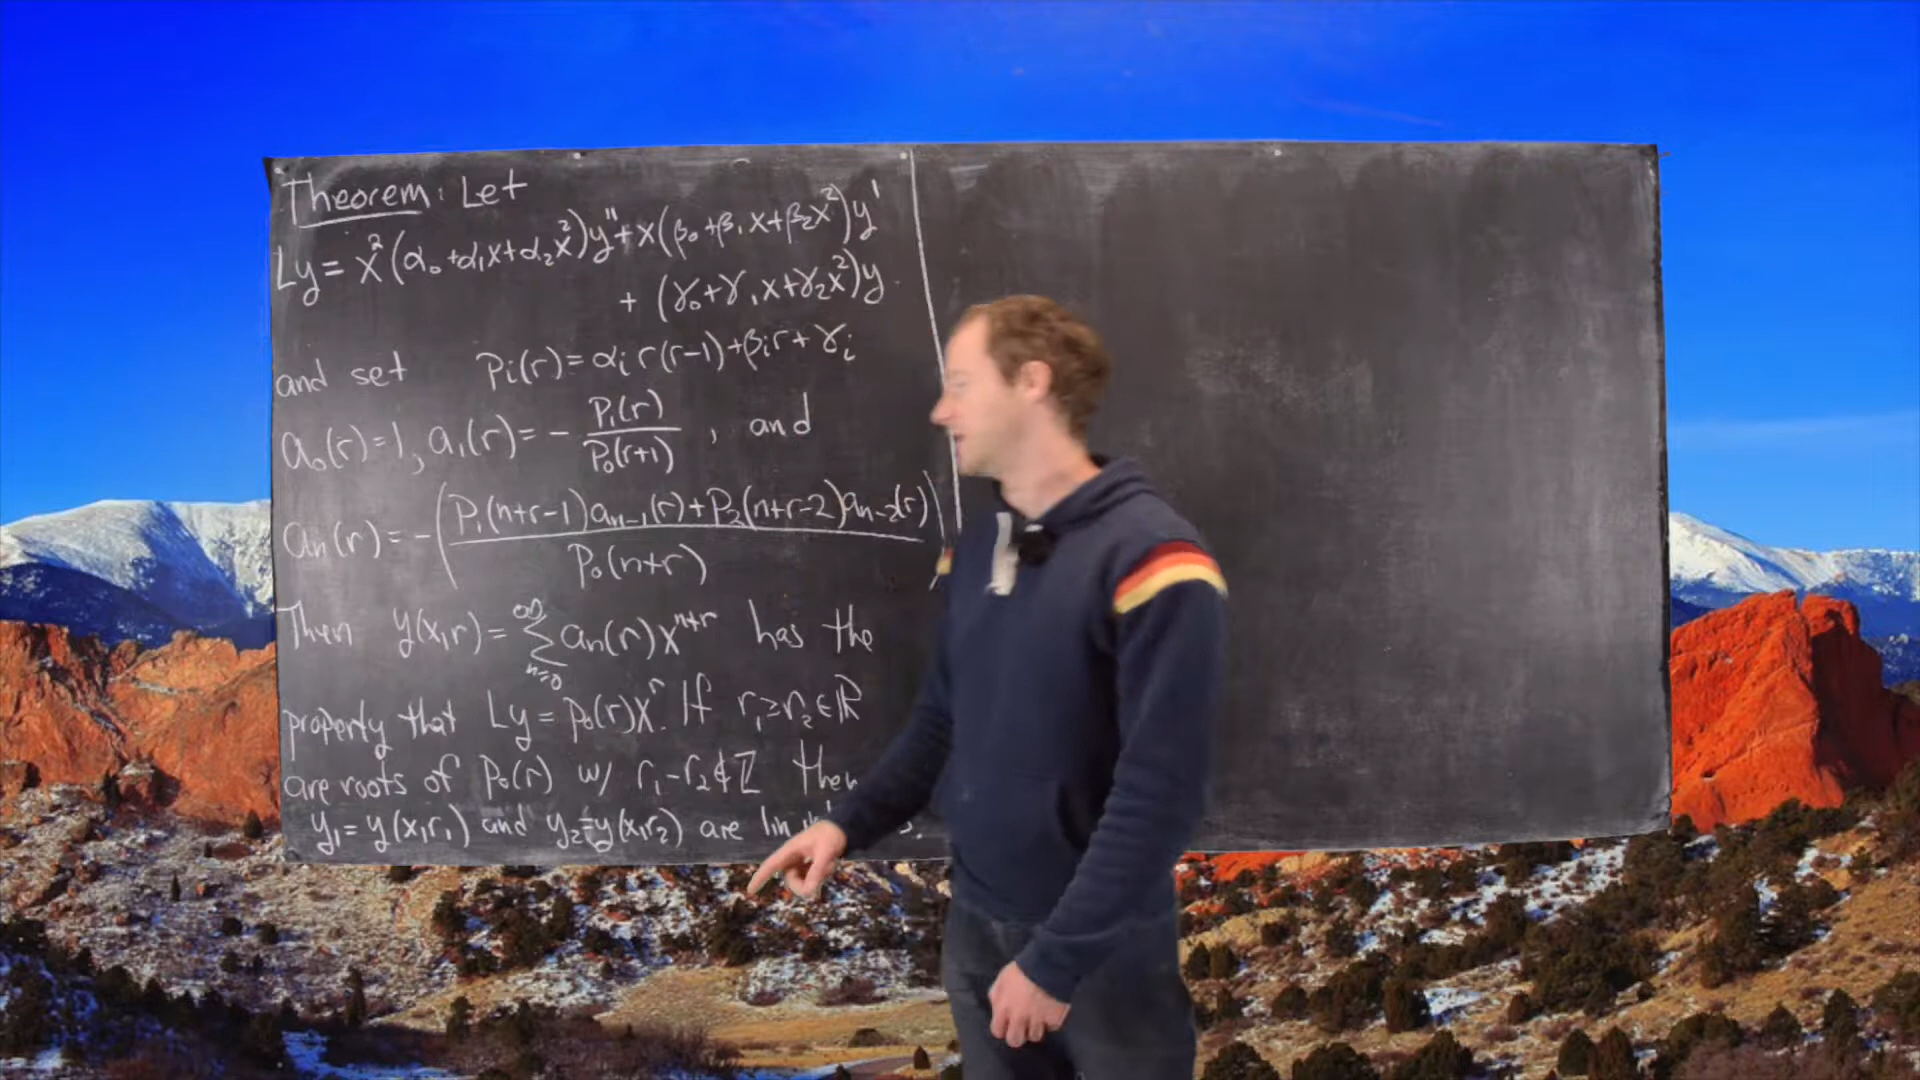 Theorem: Let
Ly = x²(α₀+α₁x+α₂x²)y''+x(β₀+β₁x+β₂x²)y'
+ (γ₀+γ₁x+γ₂x²)y.
and set pᵢ(r)=αᵢr(r-1)+βᵢr+γᵢ
a₀(r)=1, a₁(r)= - P₁(r)/P₀(r+1), and
aₙ(r)= -(P₁(n+r-1)aₙ₋₁(r)+P₂(n+r-2)aₙ₋₂(r)/P₀(n+r))
Then y(x,r)= ∑_{n=0}^{∞} aₙ(r)x^{n+r} has the
property that Ly = p₀(r)x^r. If r₁≥r₂∈ℝ
are roots of p₀(r) w/ r₁-r₂∉ℤ then
y₁=y(x,r₁) and y₂=y(x,r₂) are lin